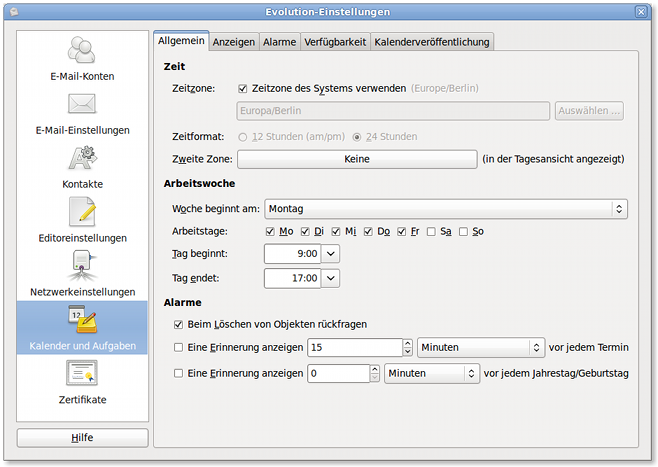 Evolution-Einstellungen
E-Mail-Konten
E-Mail-Einstellungen
Kontakte
Editoreinstellungen
Netzwerkeinstellungen
12
Kalender und Aufgaben
Zertifikate
Hilfe
Allgemein Anzeigen Alarme Verfügbarkeit Kalenderveröffentlichung
Zeit
Zeitzone: Zeitzone des Systems verwenden (Europe/Berlin)
Europa/Berlin Auswählen ...
Zeitformat: 12 Stunden (am/pm) 24 Stunden
Zweite Zone: Keine (in der Tagesansicht angezeigt)
Arbeitswoche
Woche beginnt am: Montag
Arbeitstage: Mo Di Mi Do Fr Sa So
Tag beginnt: 9:00
Tag endet: 17:00
Alarme
Beim Löschen von Objekten rückfragen
Eine Erinnerung anzeigen 15 Minuten vor jedem Termin
Eine Erinnerung anzeigen 0 Minuten vor jedem Jahrestag/Geburtstag